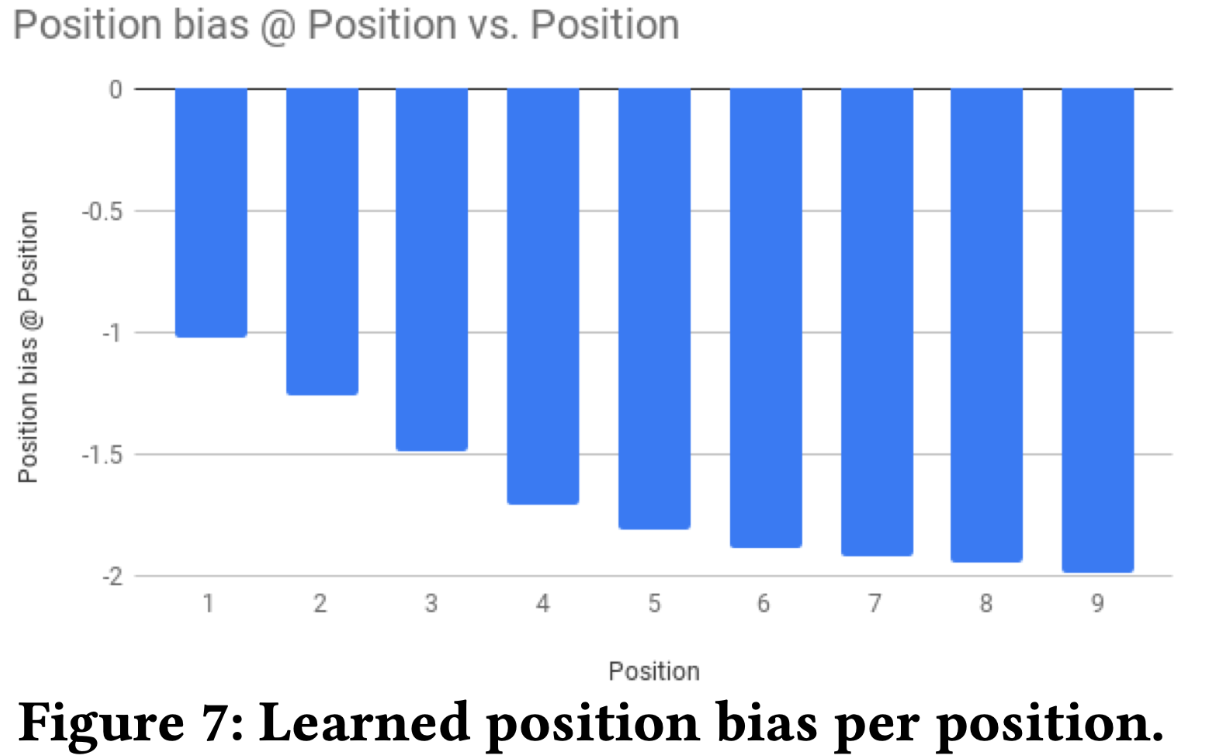 Position bias @ Position vs. Position
0
-0.5
-1
-1.5
-2
Position bias @ Position
1 2 3 4 5 6 7 8 9
Position
Figure 7: Learned position bias per position.